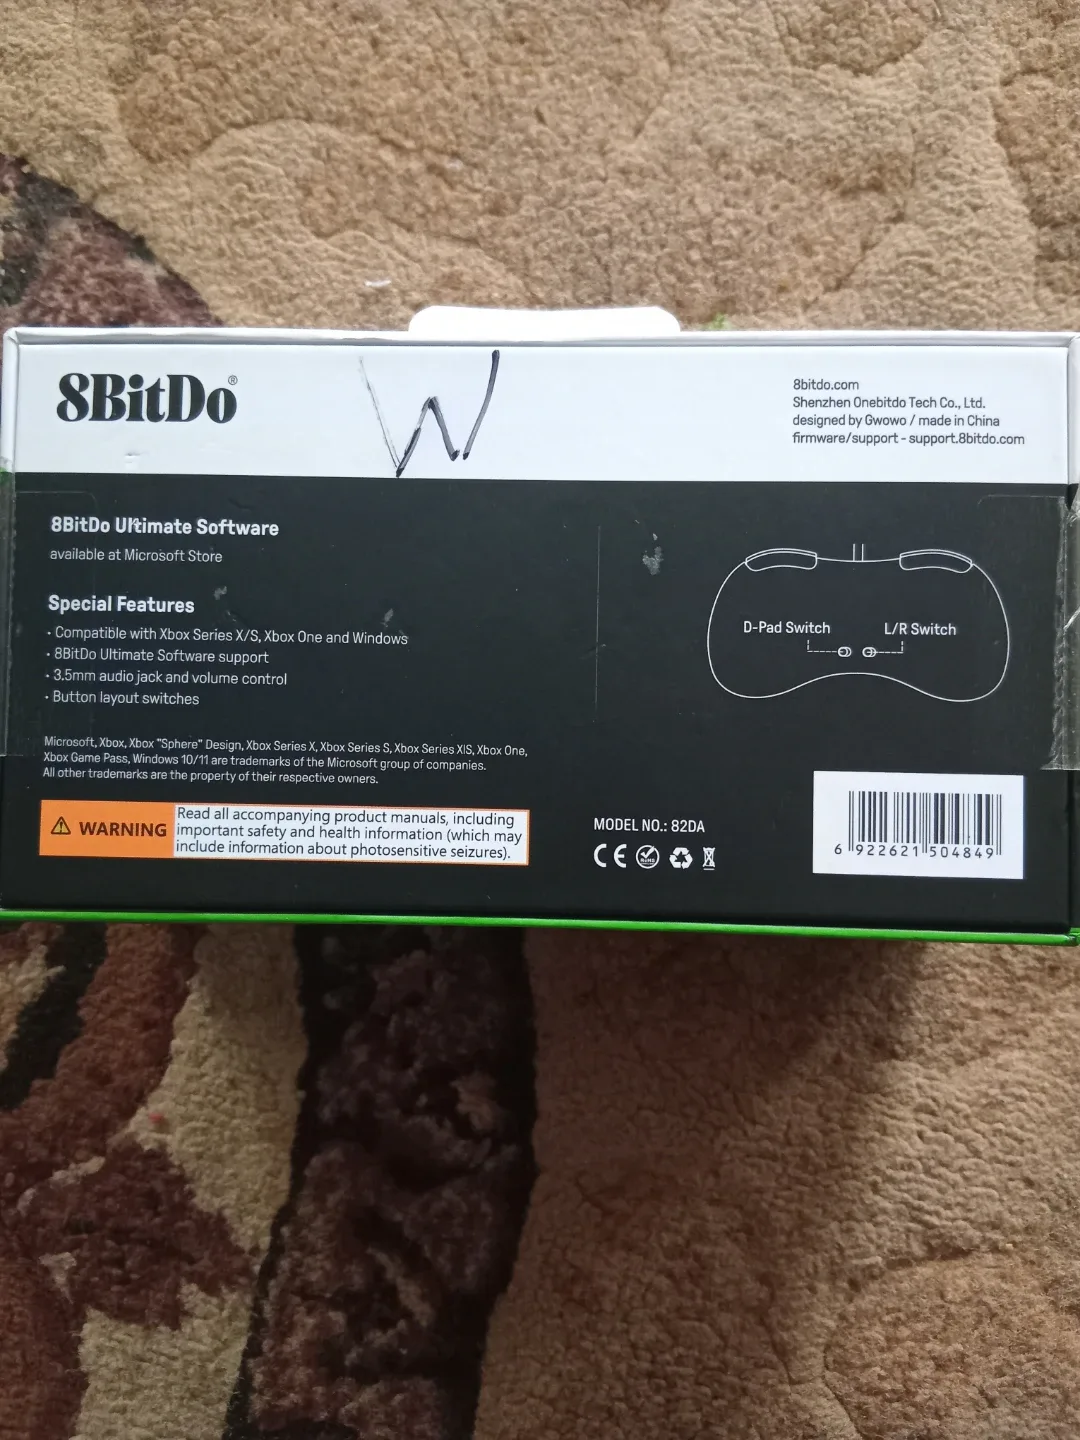 8BitDo®
W
8bitdo.com
Shenzhen Onebitdo Tech Co., Ltd.
designed by Gwowo / made in China
firmware/support - support.8bitdo.com
8BitDo Ultimate Software
available at Microsoft Store
Special Features
· Compatible with Xbox Series X/S, Xbox One and Windows
· 8BitDo Ultimate Software support
· 3.5mm audio jack and volume control
· Button layout switches
D-Pad Switch
L/R Switch
Microsoft, Xbox, Xbox "Sphere" Design, Xbox Series X, Xbox Series S, Xbox Series X|S, Xbox One,
Xbox Game Pass, Windows 10/11 are trademarks of the Microsoft group of companies.
All other trademarks are the property of their respective owners.
⚠ WARNING
Read all accompanying product manuals, including
important safety and health information (which may
include information about photosensitive seizures).
MODEL NO.: 82DA
CE RoHS
6 922621 504849